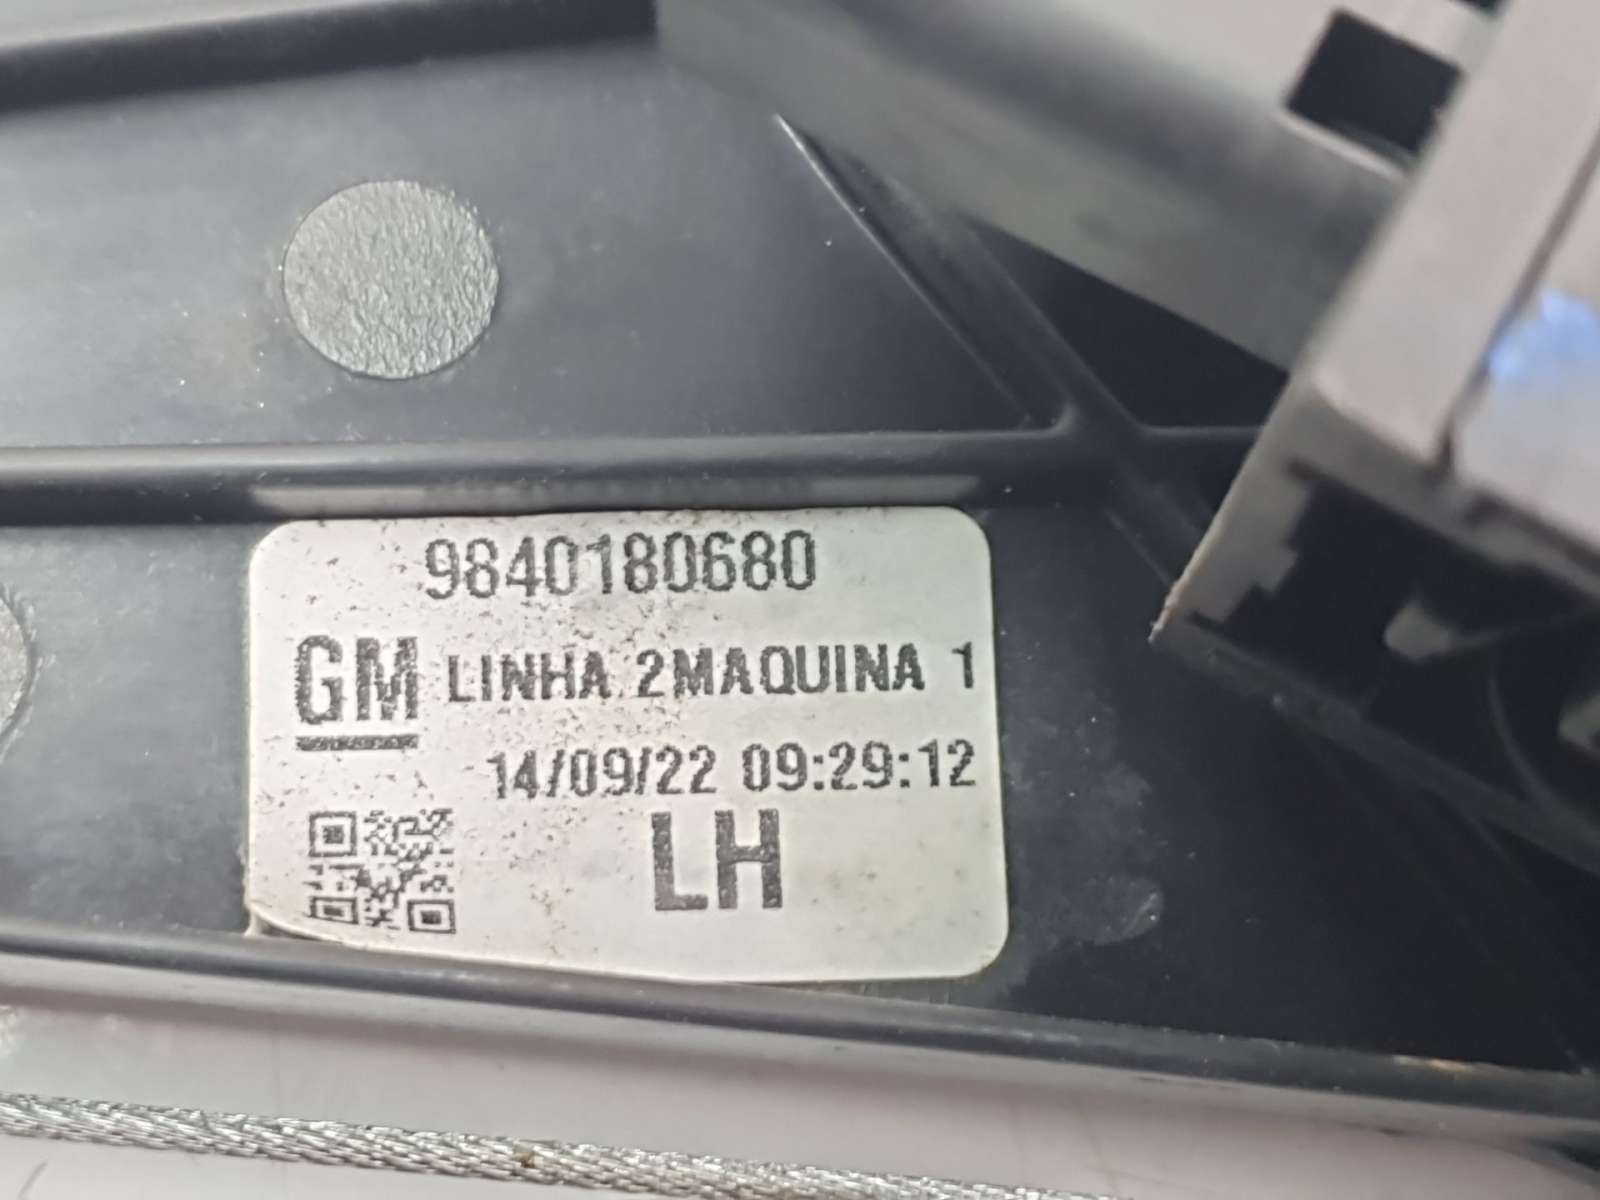 9840180680
GM LINHA 2MAQUINA 1
14/09/22 09:29:12
LH